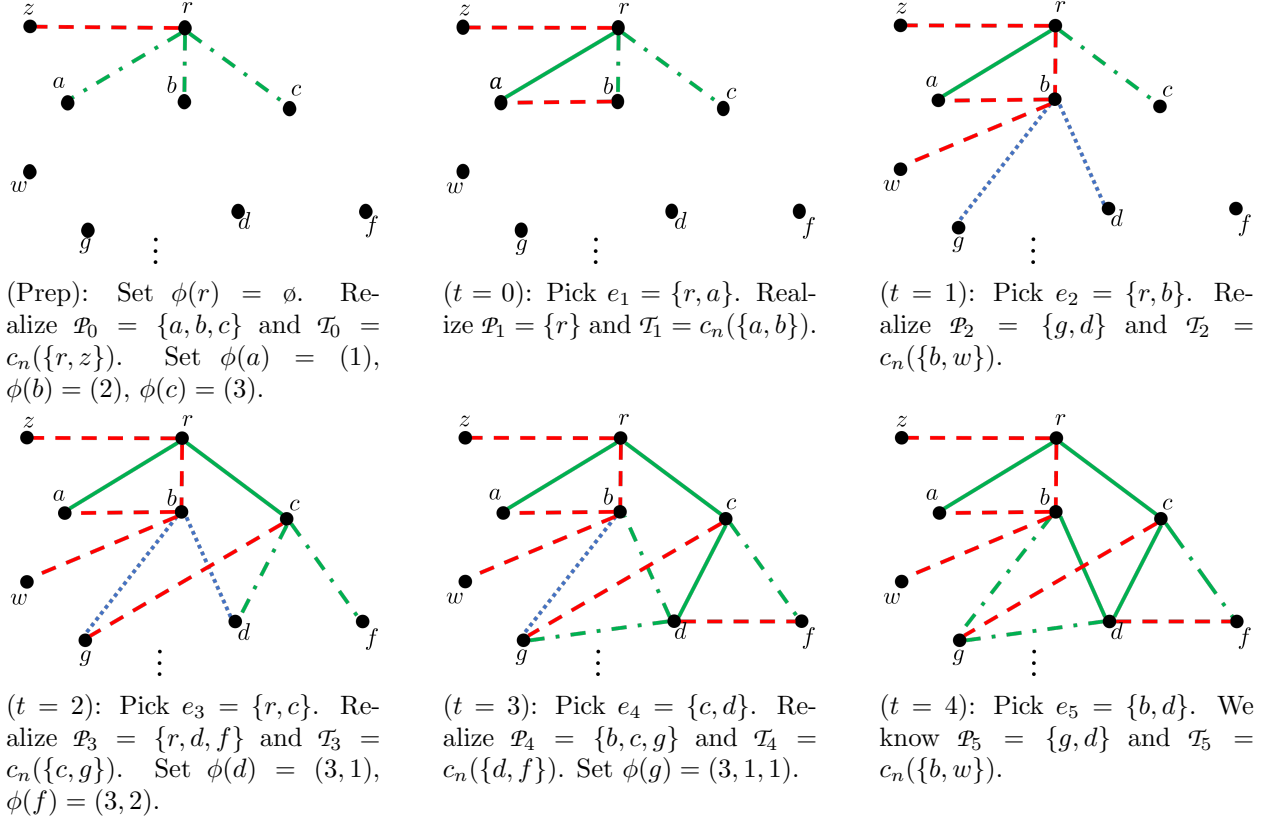 z r
a b c
w
g d f
⋮
(Prep): Set ϕ(r) = ø. Re-
alize 𝒫₀ = {a, b, c} and 𝒯₀ =
cₙ({r, z}). Set ϕ(a) = (1),
ϕ(b) = (2), ϕ(c) = (3).
z r
a b c
w
g d f
⋮
(t = 0): Pick e₁ = {r, a}. Real-
ize 𝒫₁ = {r} and 𝒯₁ = cₙ({a, b}).
z r
a b c
w
g d f
⋮
(t = 1): Pick e₂ = {r, b}. Re-
alize 𝒫₂ = {g, d} and 𝒯₂ =
cₙ({b, w}).
z r
a b c
w
g d f
⋮
(t = 2): Pick e₃ = {r, c}. Re-
alize 𝒫₃ = {r, d, f} and 𝒯₃ =
cₙ({c, g}). Set ϕ(d) = (3, 1),
ϕ(f) = (3, 2).
z r
a b c
w
g d f
⋮
(t = 3): Pick e₄ = {c, d}. Re-
alize 𝒫₄ = {b, c, g} and 𝒯₄ =
cₙ({d, f}). Set ϕ(g) = (3, 1, 1).
z r
a b c
w
g d f
⋮
(t = 4): Pick e₅ = {b, d}. We
know 𝒫₅ = {g, d} and 𝒯₅ =
cₙ({b, w}).